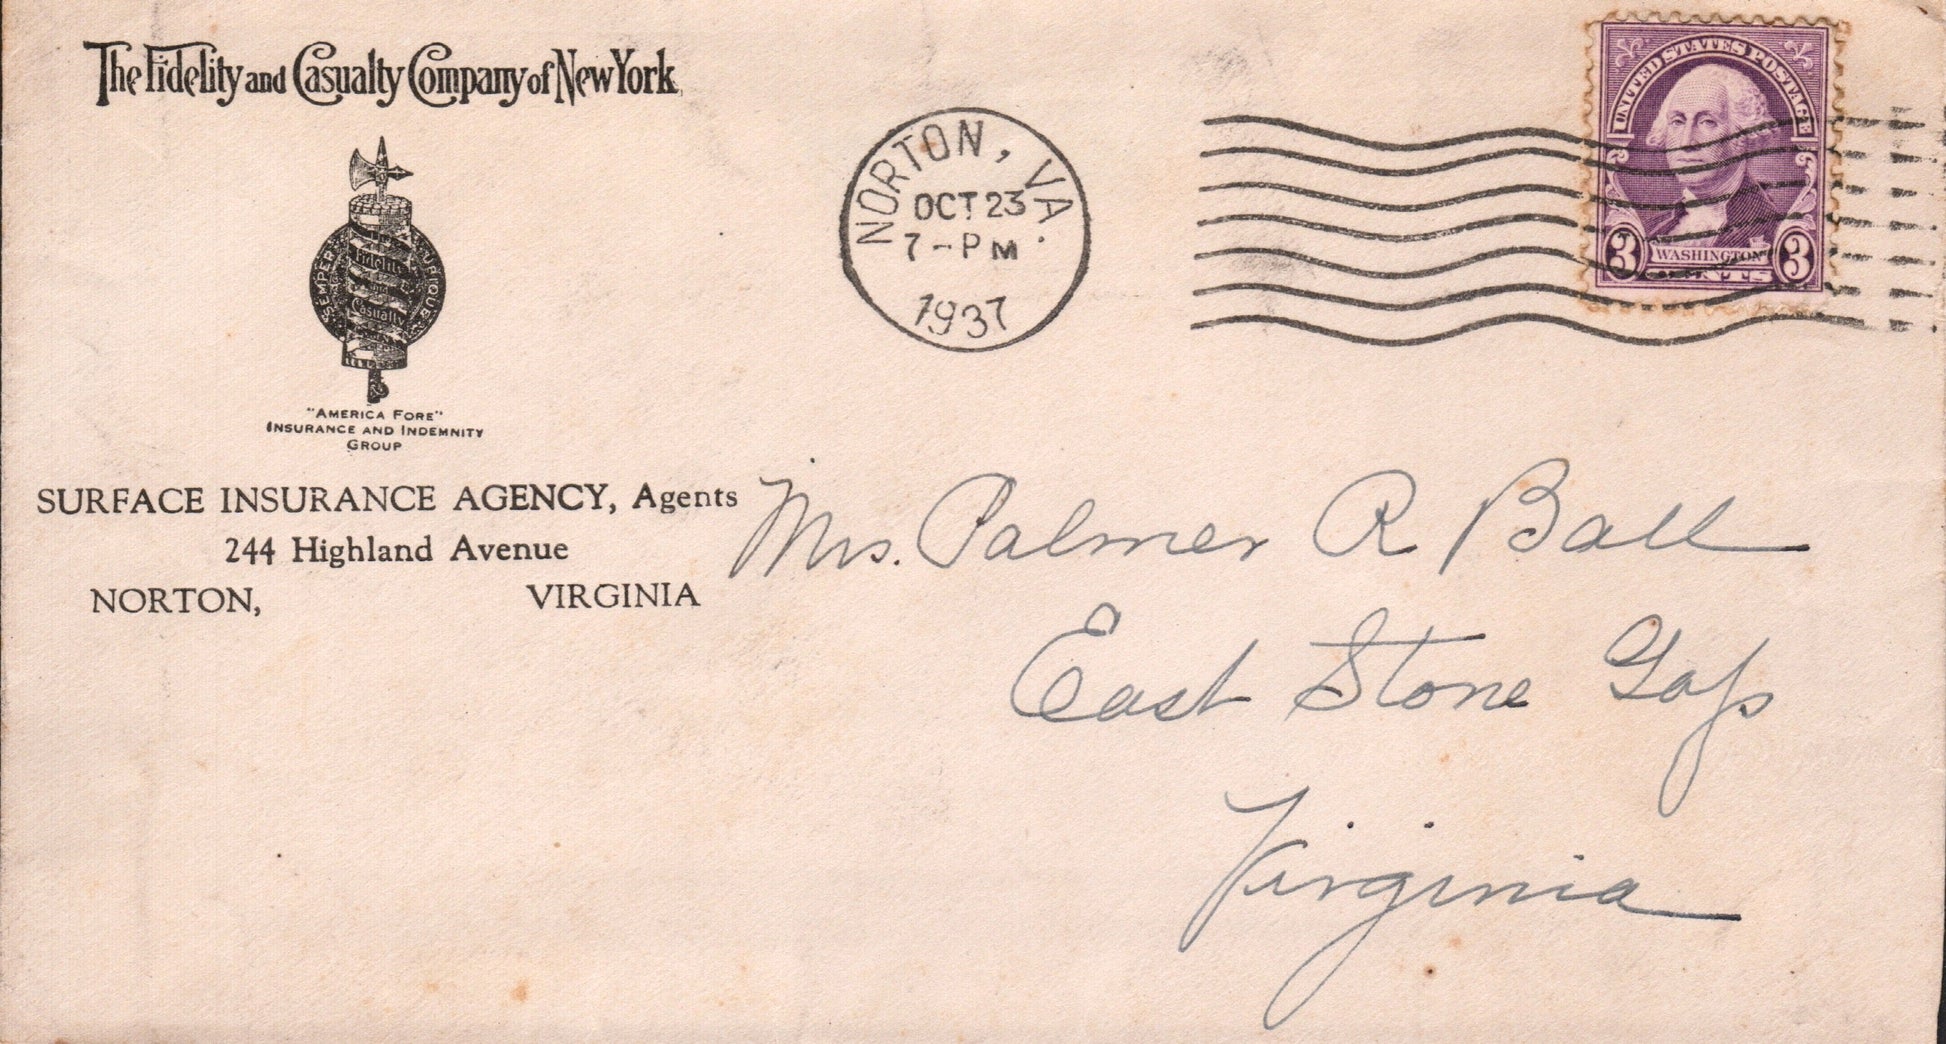 The Fidelity and Casualty Company of New York
SEMPER UBIQUE
Fidelity
and
Casualty
"AMERICA FORE"
INSURANCE AND INDEMNITY
GROUP
SURFACE INSURANCE AGENCY, Agents
244 Highland Avenue
NORTON, VIRGINIA
NORTON, VA.
OCT 23
7-PM
1937
UNITED STATES POSTAGE
3 WASHINGTON 3
CENTS
Mrs. Palmer R Ball
East Stone Gap
Virginia